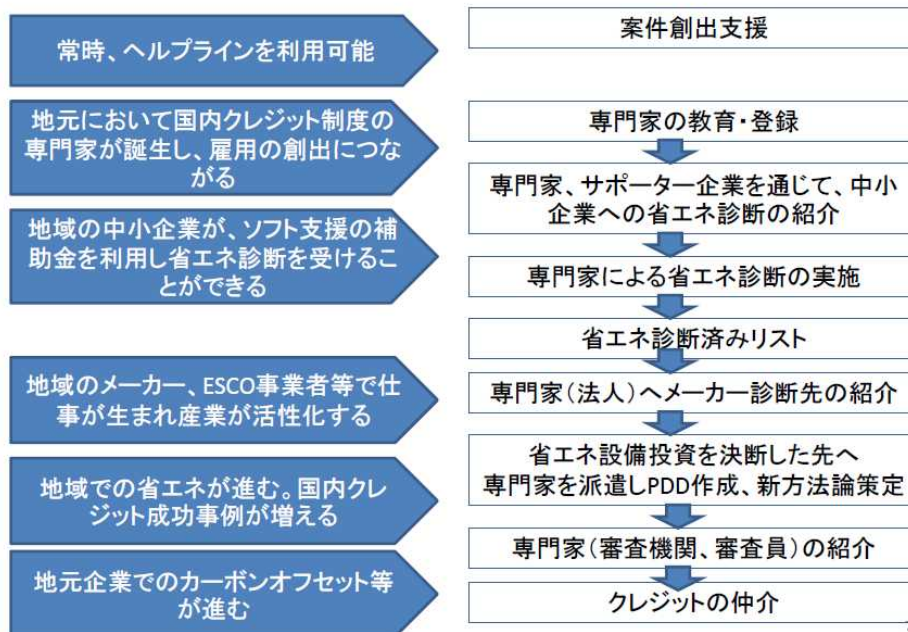 常時、ヘルプラインを利用可能
案件創出支援
地元において国内クレジット制度の
専門家が誕生し、雇用の創出につな
がる
専門家の教育・登録
専門家、サポーター企業を通じて、中小
企業への省エネ診断の紹介
地域の中小企業が、ソフト支援の補
助金を利用し省エネ診断を受けるこ
とができる
専門家による省エネ診断の実施
省エネ診断済みリスト
地域のメーカー、ESCO事業者等で仕
事が生まれ産業が活性化する
専門家(法人)へメーカー診断先の紹介
省エネ設備投資を決断した先へ
専門家を派遣しPDD作成、新方法論策定
地域での省エネが進む。国内クレ
ジット成功事例が増える
専門家(審査機関、審査員)の紹介
地元企業でのカーボンオフセット等
が進む
クレジットの仲介